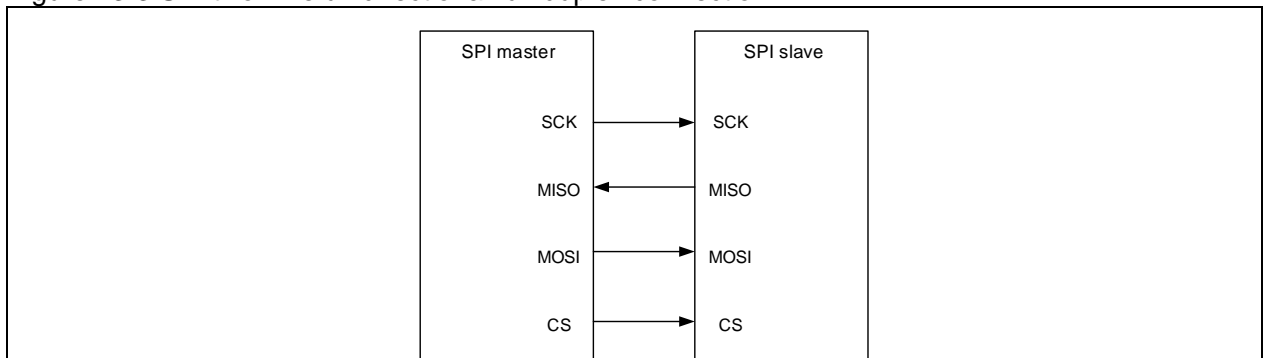 SPI master SPI slave
SCK SCK
MISO MISO
MOSI MOSI
CS CS